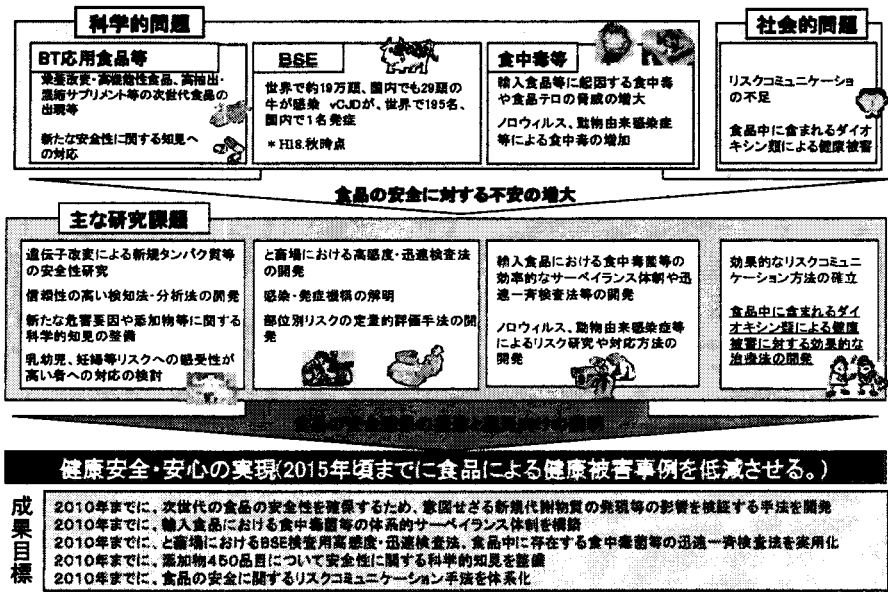 科学的問題
BT応用食品等
栄養改変・高機能性食品、高抽出・
濃縮サプリメント等の次世代食品の
出現等
新たな安全性に関する知見へ
の対応
BSE
世界で約19万頭、国内でも29頭の
牛が感染 vCJDが、世界で195名、
国内で1名発症
＊H18.秋時点
食中毒等
輸入食品等に起因する食中毒
や食品テロの脅威の増大
ノロウィルス、動物由来感染症
等による食中毒の増加
社会的問題
リスクコミュニケーショ
の不足
食品中に含まれるダイオ
キシン類による健康被害
食品の安全に対する不安の増大
主な研究課題
遺伝子改変による新規タンパク質等
の安全性研究
信頼性の高い検知法・分析法の開発
新たな危害要因や添加物等に関する
科学的知見の整備
乳幼児、妊婦等リスクへの感受性が
高い者への対応の検討
と畜場における高感度・迅速検査法
の開発
感染・発症機構の解明
部位別リスクの定量的評価手法の開
発
輸入食品における食中毒菌等の
効率的なサーベイランス体制や迅
速一斉検査法等の開発
ノロウィルス、動物由来感染症等
によるリスク研究や対応方法の
開発
効果的なリスクコミュニ
ケーション方法の確立
食品中に含まれるダイ
オキシン類による健康
被害に対する効果的な
治療法の開発
健康安全・安心の実現(2015年頃までに食品による健康被害事例を低減させる。)
成果目標
2010年までに、次世代の食品の安全性を確保するため、意図せざる新規代謝物質の発現等の影響を検証する手法を開発
2010年までに、輸入食品における食中毒菌等の体系的サーベイランス体制を構築
2010年までに、と畜場におけるBSE検査用高感度・迅速検査法、食品中に存在する食中毒菌等の迅速一斉検査法を実用化
2010年までに、添加物450品目について安全性に関する科学的知見を整備
2010年までに、食品の安全に関するリスクコミュニケーション手法を体系化